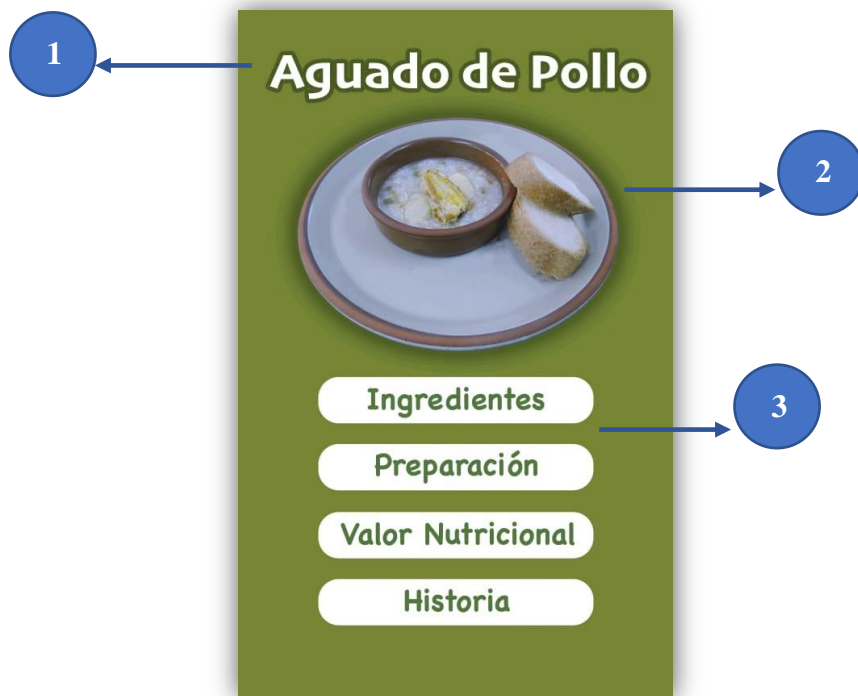 1
Aguado de Pollo
2
Ingredientes
3
Preparación
Valor Nutricional
Historia